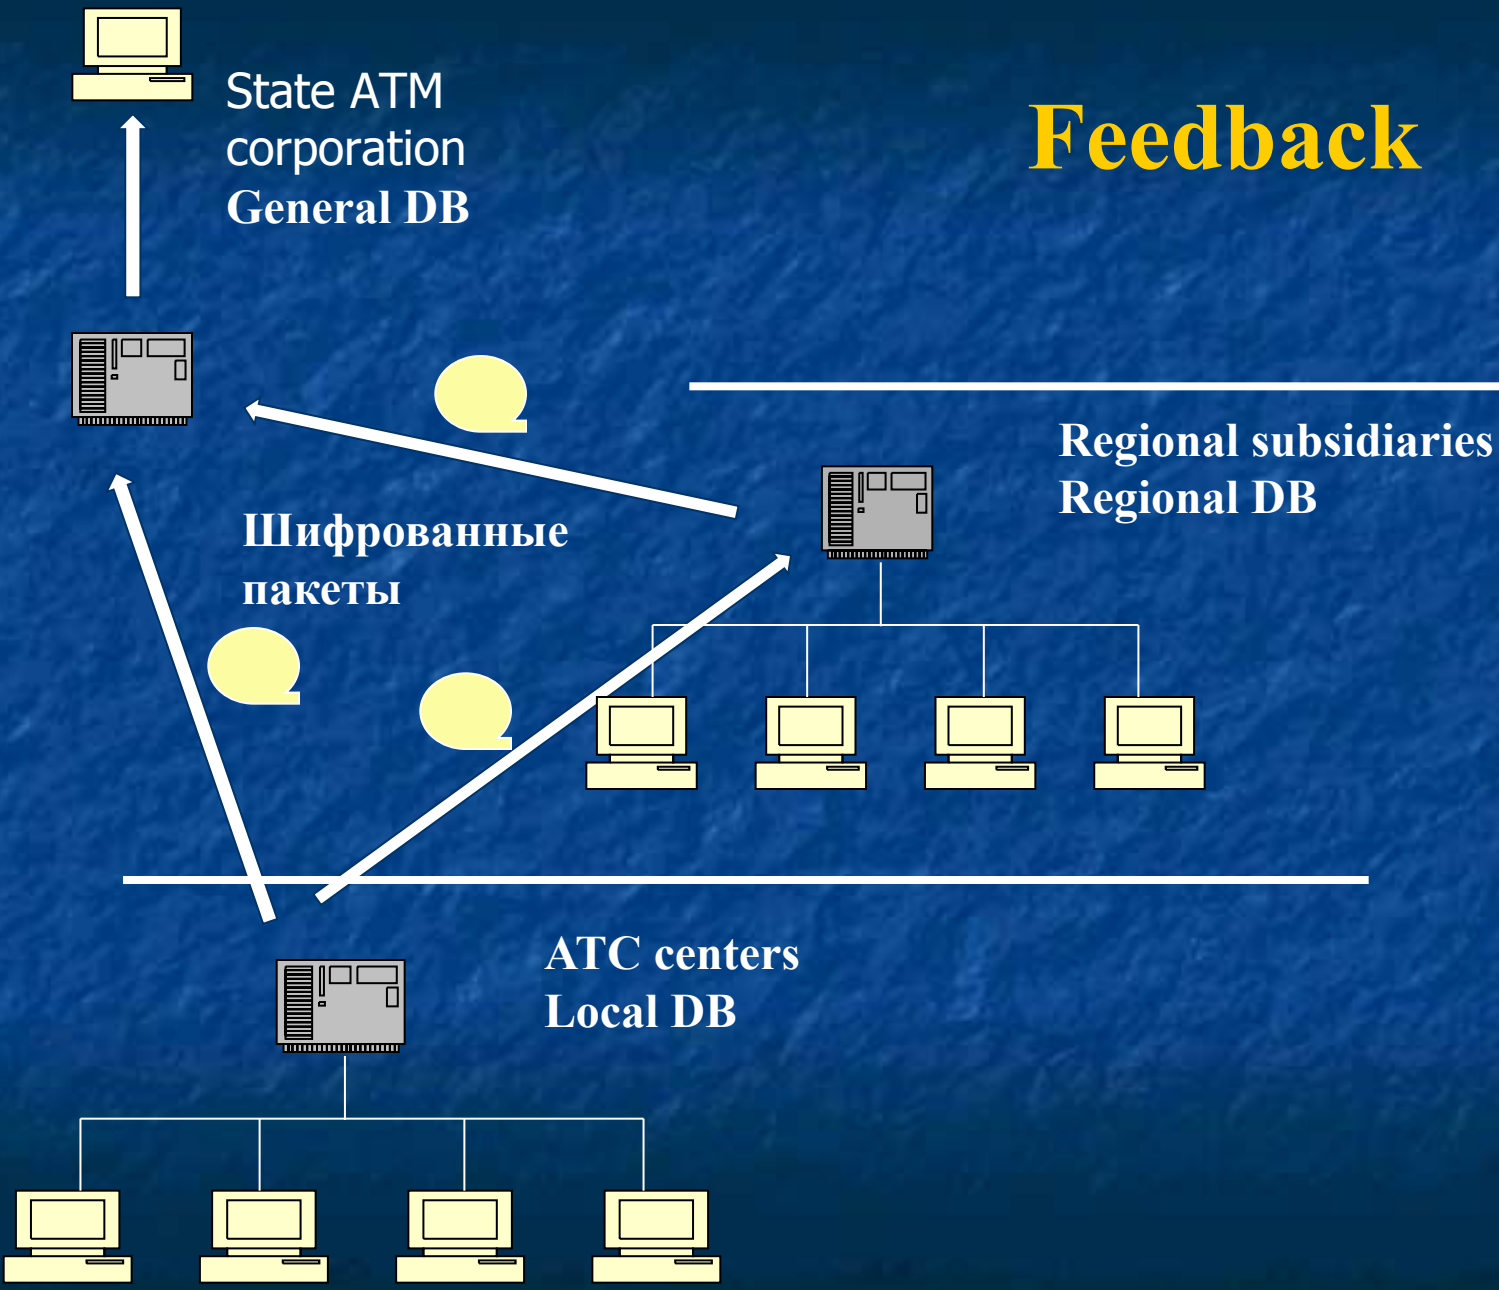 State ATM
corporation
General DB
Feedback
Regional subsidiaries
Regional DB
Шифрованные
пакеты
ATC centers
Local DB